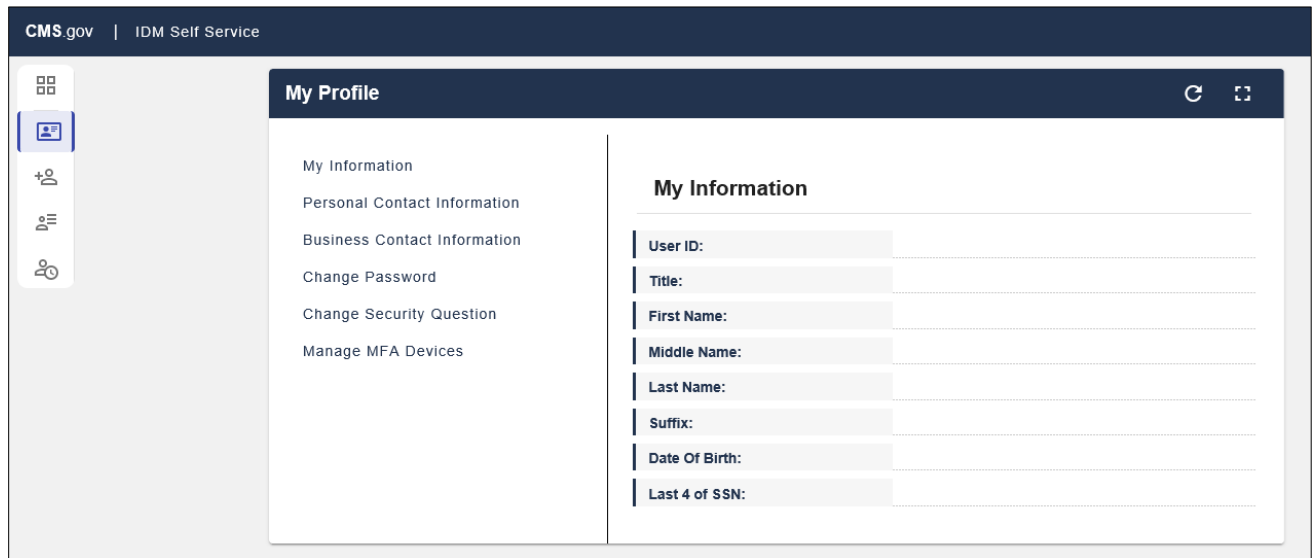 CMS.gov | IDM Self Service
My Profile
My Information
Personal Contact Information
Business Contact Information
Change Password
Change Security Question
Manage MFA Devices
My Information
User ID:
Title:
First Name:
Middle Name:
Last Name:
Suffix:
Date Of Birth:
Last 4 of SSN: